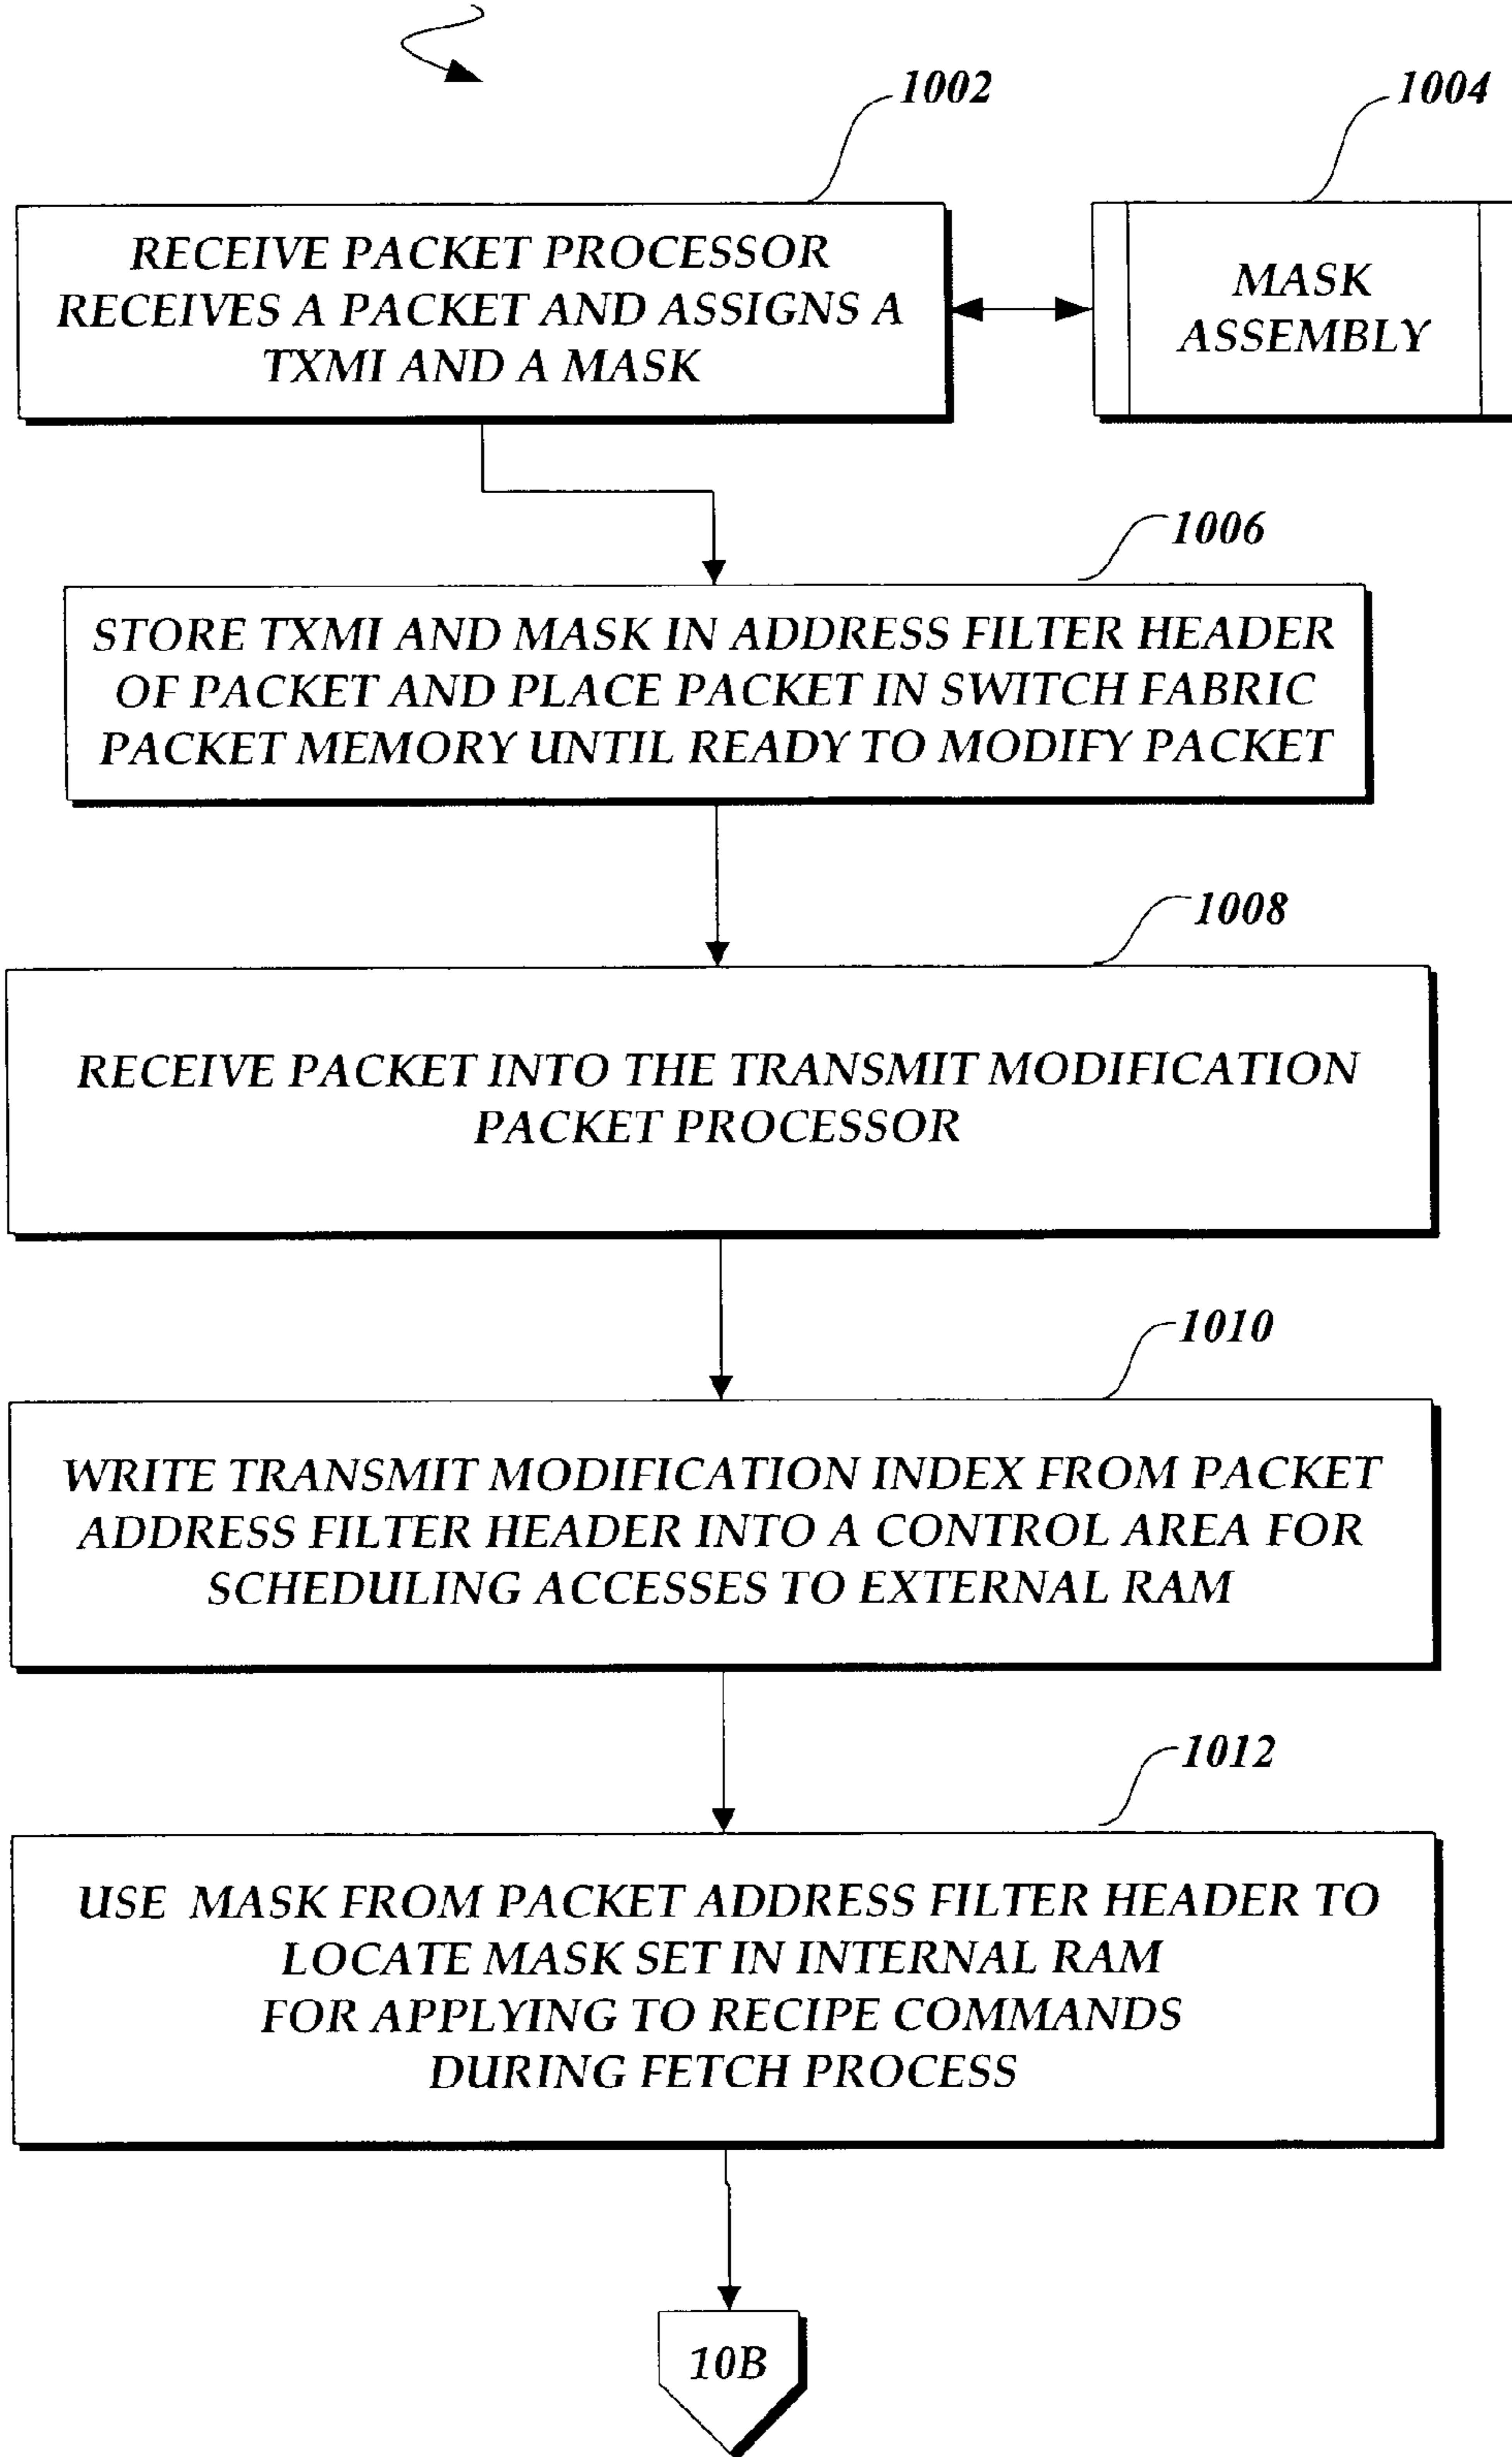 1002
1004
RECEIVE PACKET PROCESSOR
RECEIVES A PACKET AND ASSIGNS A
TXMI AND A MASK
MASK
ASSEMBLY
1006
STORE TXMI AND MASK IN ADDRESS FILTER HEADER
OF PACKET AND PLACE PACKET IN SWITCH FABRIC
PACKET MEMORY UNTIL READY TO MODIFY PACKET
1008
RECEIVE PACKET INTO THE TRANSMIT MODIFICATION
PACKET PROCESSOR
1010
WRITE TRANSMIT MODIFICATION INDEX FROM PACKET
ADDRESS FILTER HEADER INTO A CONTROL AREA FOR
SCHEDULING ACCESSES TO EXTERNAL RAM
1012
USE MASK FROM PACKET ADDRESS FILTER HEADER TO
LOCATE MASK SET IN INTERNAL RAM
FOR APPLYING TO RECIPE COMMANDS
DURING FETCH PROCESS
10B